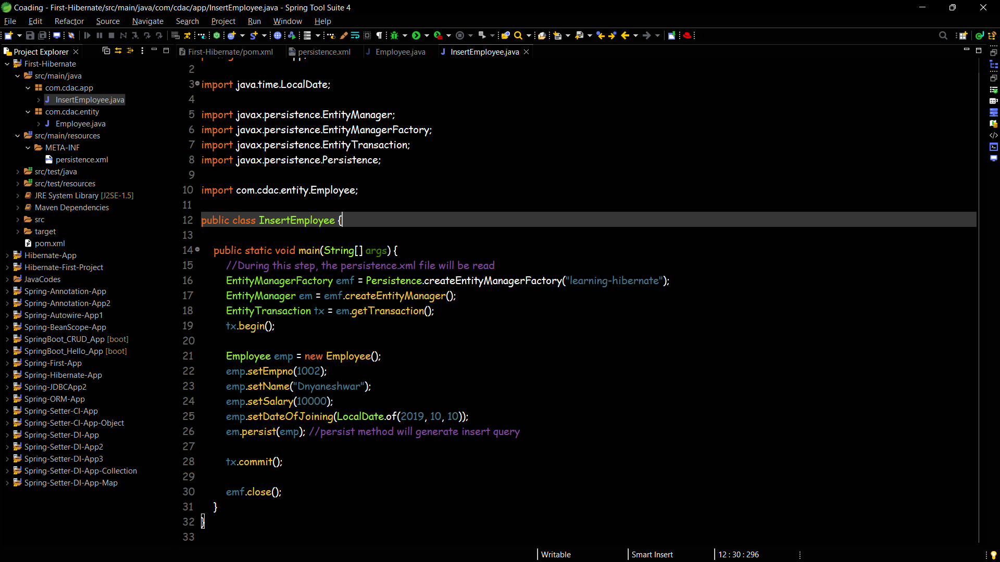 Coading - First-Hibernate/src/main/java/com/cdac/app/InsertEmployee.java - Spring Tool Suite 4
File Edit Refactor Source Navigate Search Project Run Window Help
Project Explorer
First-Hibernate/pom.xml persistence.xml Employee.java InsertEmployee.java
First-Hibernate
src/main/java
com.cdac.app
InsertEmployee.java
com.cdac.entity
Employee.java
src/main/resources
META-INF
persistence.xml
src/test/java
src/test/resources
JRE System Library [J2SE-1.5]
Maven Dependencies
src
target
pom.xml
Hibernate-App
Hibernate-First-Project
JavaCodes
Spring-Annotation-App
Spring-Annotation-App2
Spring-Autowire-App1
Spring-BeanScope-App
SpringBoot_CRUD_App [boot]
SpringBoot_Hello_App [boot]
Spring-First-App
Spring-Hibernate-App
Spring-JDBCApp2
Spring-ORM-App
Spring-Setter-CI-App
Spring-Setter-CI-App-Object
Spring-Setter-DI-App
Spring-Setter-DI-App2
Spring-Setter-DI-App3
Spring-Setter-DI-App-Collection
Spring-Setter-DI-App-Map
2
3 import java.time.LocalDate;
4
5 import javax.persistence.EntityManager;
6 import javax.persistence.EntityManagerFactory;
7 import javax.persistence.EntityTransaction;
8 import javax.persistence.Persistence;
9
10 import com.cdac.entity.Employee;
11
12 public class InsertEmployee {
13
14 public static void main(String[] args) {
15 //During this step, the persistence.xml file will be read
16 EntityManagerFactory emf = Persistence.createEntityManagerFactory("learning-hibernate");
17 EntityManager em = emf.createEntityManager();
18 EntityTransaction tx = em.getTransaction();
19 tx.begin();
20
21 Employee emp = new Employee();
22 emp.setEmpno(1002);
23 emp.setName("Dnyaneshwar");
24 emp.setSalary(10000);
25 emp.setDateOfJoining(LocalDate.of(2019, 10, 10));
26 em.persist(emp); //persist method will generate insert query
27
28 tx.commit();
29
30 emf.close();
31 }
32 }
33
Writable Smart Insert 12 : 30 : 296